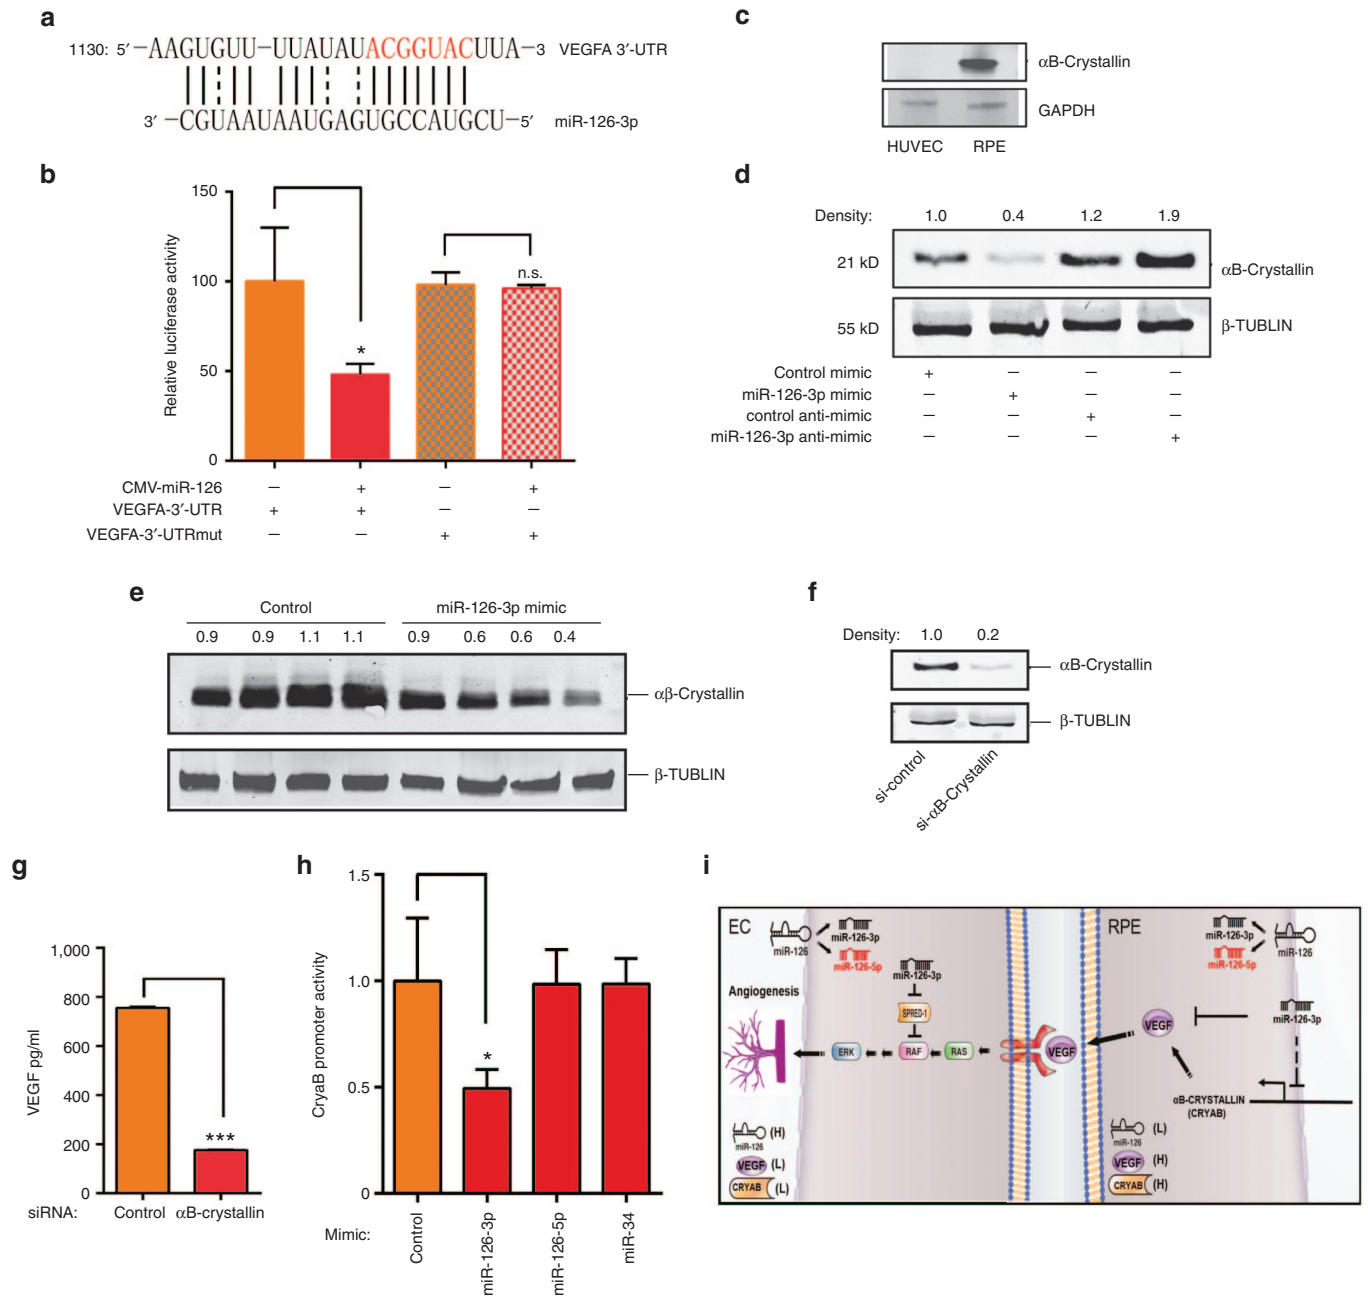 a
1130: 5′ –AAGUGUU–UUAUAUACGGUACUUA–3 VEGFA 3′-UTR
3′ –CGUAAUAAUGAGUGCCAUGCU–5′ miR-126-3p
b
150
100
50
0
Relative luciferase activity
*
n.s.
CMV-miR-126 – + – +
VEGFA-3′-UTR + + – –
VEGFA-3′-UTRmut – – + +
c
αB-Crystallin
GAPDH
HUVEC RPE
d
Density: 1.0 0.4 1.2 1.9
21 kD αB-Crystallin
55 kD β-TUBLIN
Control mimic + – – –
miR-126-3p mimic – + – –
control anti-mimic – – + –
miR-126-3p anti-mimic – – – +
e
Control miR-126-3p mimic
0.9 0.9 1.1 1.1 0.9 0.6 0.6 0.4
αβ-Crystallin
β-TUBLIN
f
Density: 1.0 0.2
αB-Crystallin
β-TUBLIN
si-control
si-αB-Crystallin
g
1,000
800
600
400
200
0
VEGF pg/ml
***
siRNA: Control αB-crystallin
h
1.5
1.0
0.5
0
CryaB promoter activity
*
Mimic:
Control
miR-126-3p
miR-126-5p
miR-34
i
EC
miR-126
miR-126-3p
miR-126-5p
miR-126-3p
SPRED-1
Angiogenesis
ERK
RAF
RAS
VEGF
miR-126 (H)
VEGF (L)
CRYAB (L)
RPE
miR-126-3p
miR-126-5p
miR-126
miR-126-3p
VEGF
αB-CRYSTALLIN
(CRYAB)
miR-126 (L)
VEGF (H)
CRYAB (H)